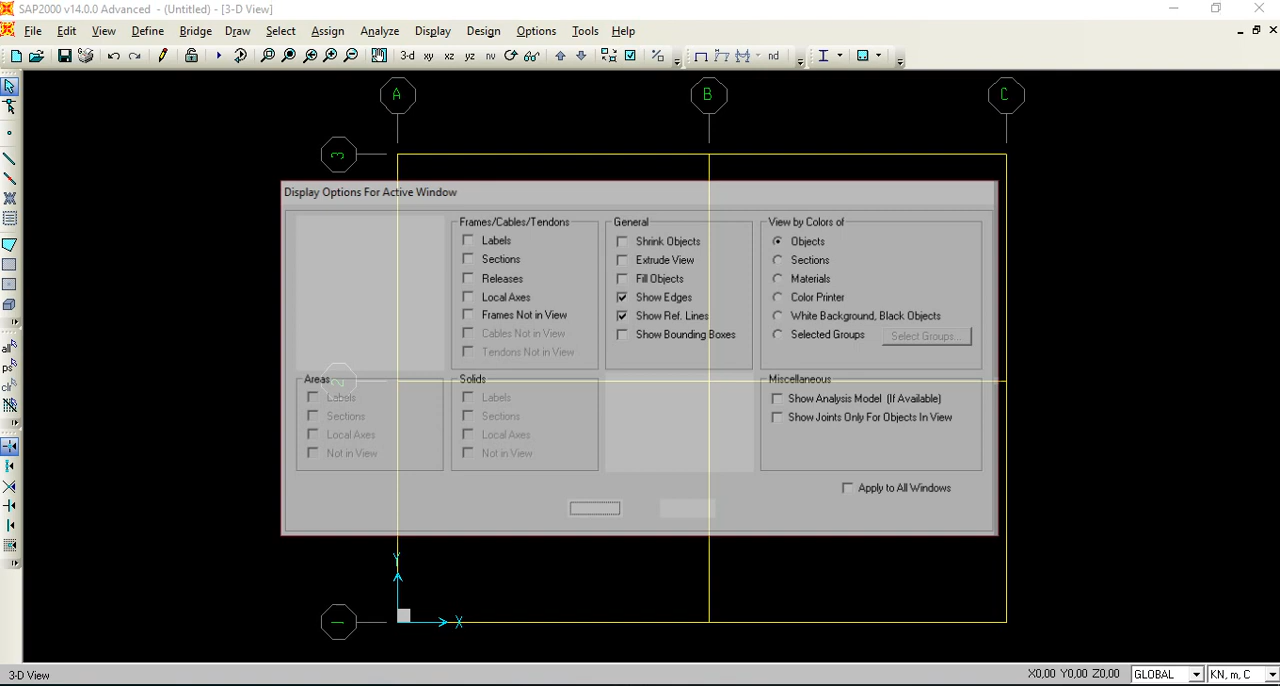 SAP2000 v14.0.0 Advanced - (Untitled) - [3-D View]
File Edit View Define Bridge Draw Select Assign Analyze Display Design Options Tools Help
3-d xy xz yz nv nd
A B C
3
Display Options For Active Window
Frames/Cables/Tendons
Labels
Sections
Releases
Local Axes
Frames Not in View
Cables Not in View
Tendons Not in View
General
Shrink Objects
Extrude View
Fill Objects
Show Edges
Show Ref. Lines
Show Bounding Boxes
View by Colors of
Objects
Sections
Materials
Color Printer
White Background, Black Objects
Selected Groups
Select Groups...
all
ps
clr
2
Areas
Labels
Sections
Local Axes
Not in View
Solids
Labels
Sections
Local Axes
Not in View
Miscellaneous
Show Analysis Model (If Available)
Show Joints Only For Objects In View
Apply to All Windows
Y
1
X
3-D View
X0,00 Y0,00 Z0,00
GLOBAL
KN, m, C